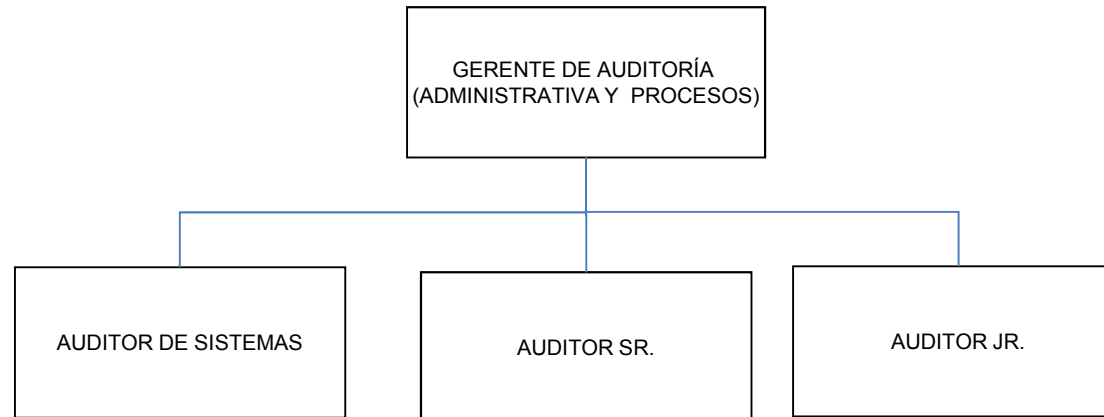 GERENTE DE AUDITORÍA
(ADMINISTRATIVA Y PROCESOS)
AUDITOR DE SISTEMAS
AUDITOR SR.
AUDITOR JR.